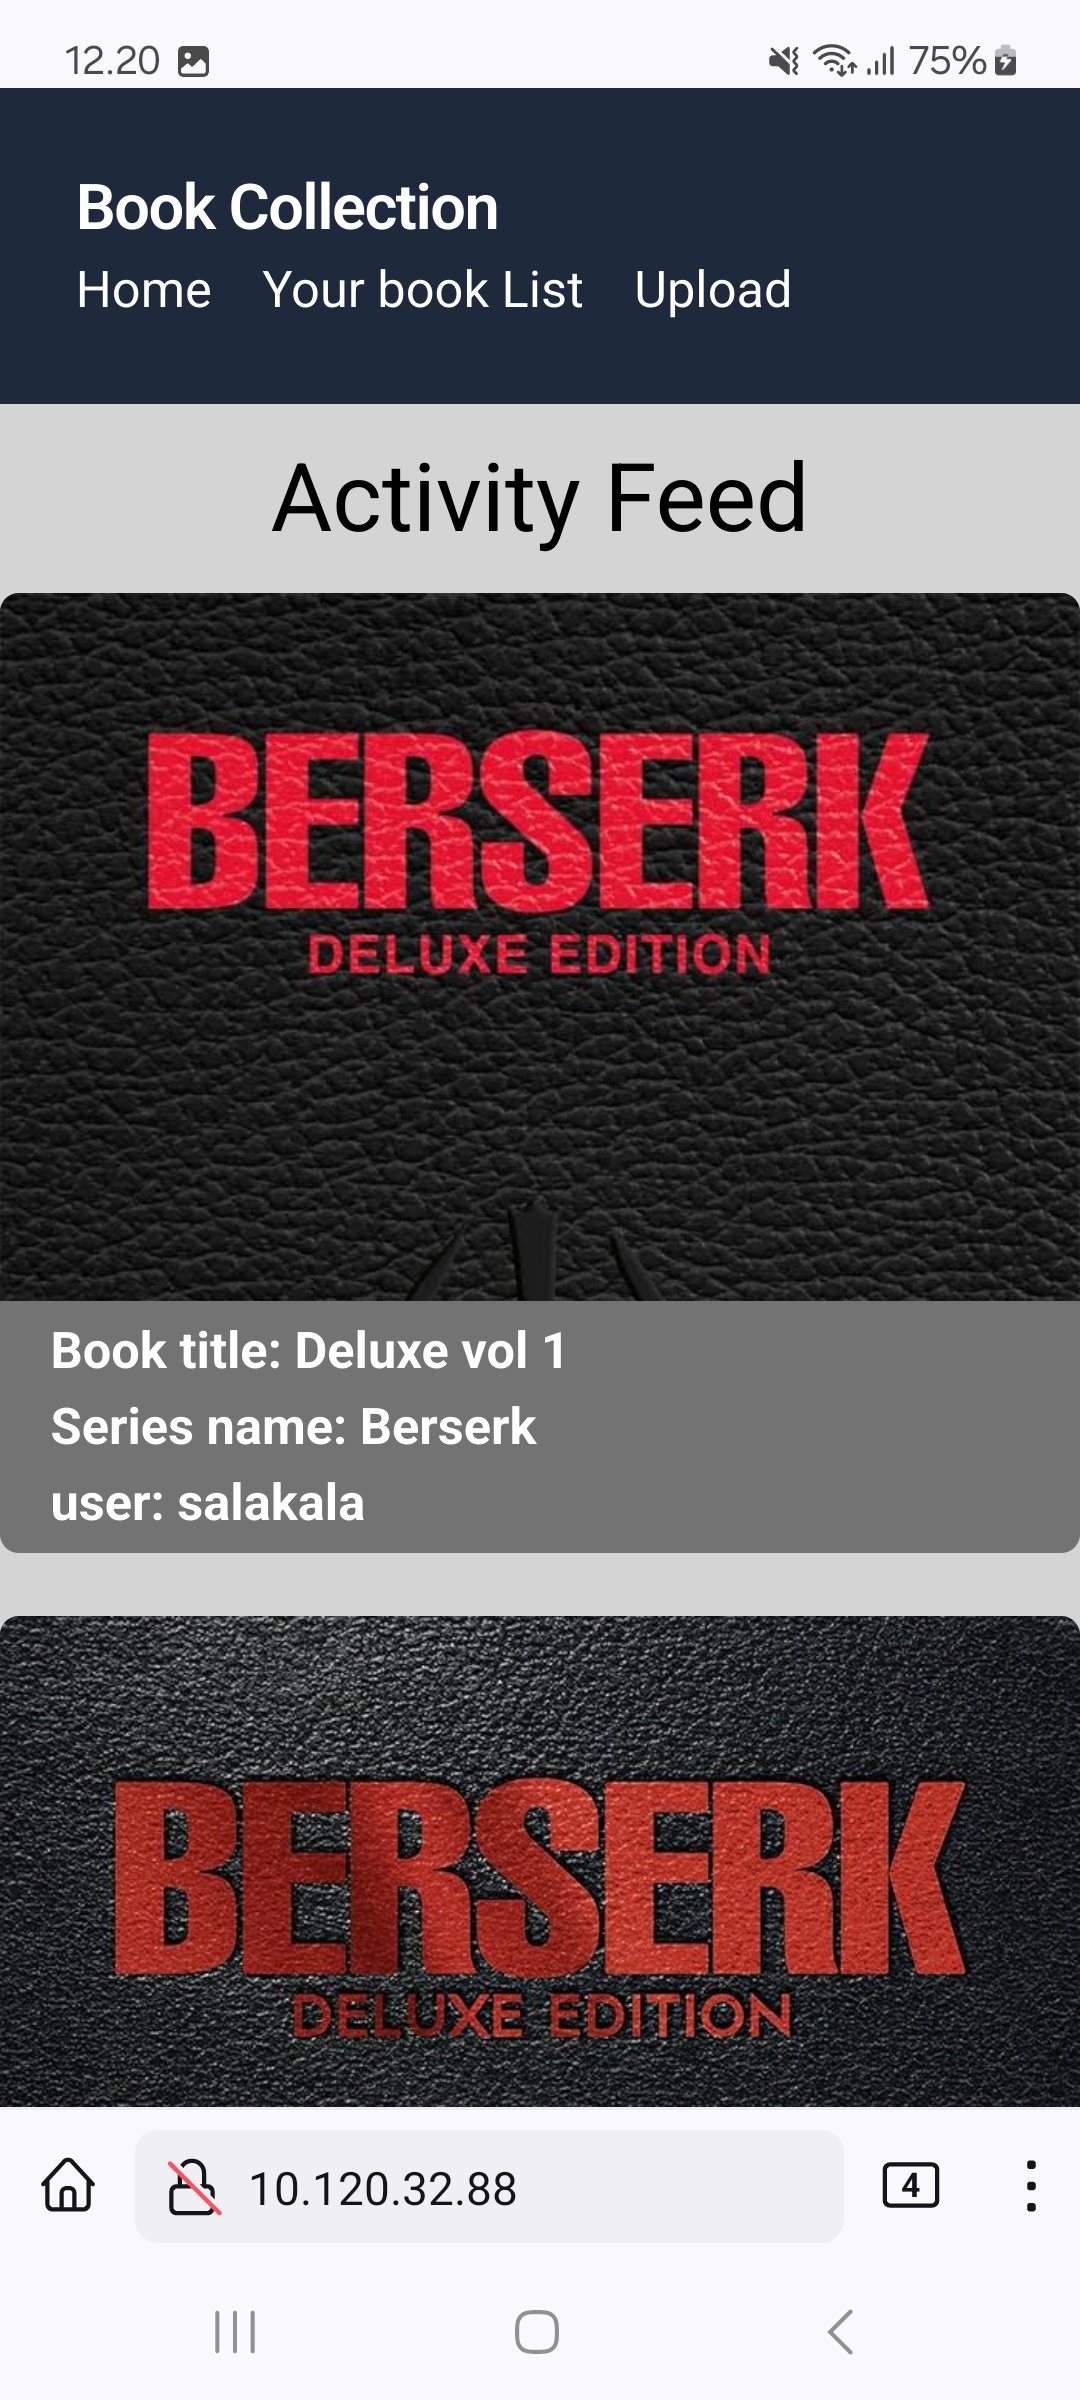 12.20 75%
Book Collection
Home Your book List Upload
Activity Feed
BERSERK
DELUXE EDITION
Book title: Deluxe vol 1
Series name: Berserk
user: salakala
BERSERK
DELUXE EDITION
10.120.32.88 4